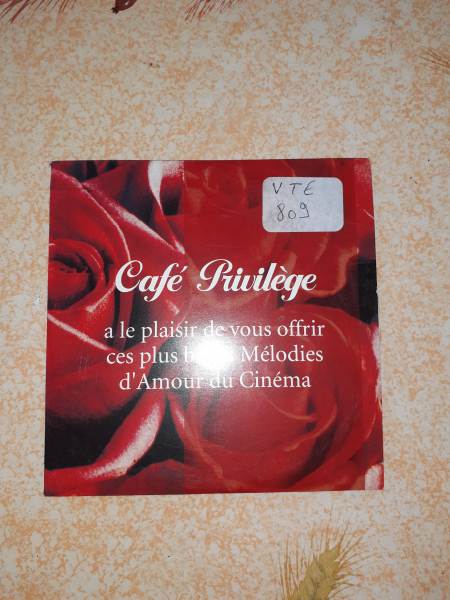 VTE
809
Café Privilège
a le plaisir de vous offrir
ces plus Mélodies
d'Amour du Cinéma